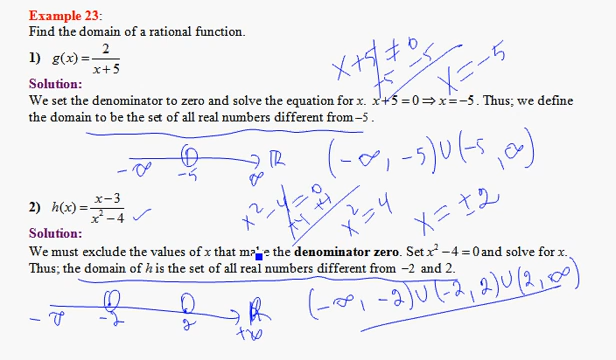 Example 23:
Find the domain of a rational function.
1) g(x) = 2/(x+5)
x+5≠0
-5 -5
x=-5
Solution:
We set the denominator to zero and solve the equation for x. x+5=0⇒x=-5. Thus; we define
the domain to be the set of all real numbers different from -5.
-∞ -5 ∞ ℝ
(-∞, -5)∪(-5, ∞)
2) h(x) = (x-3)/(x²-4) ✓
x²-4=0
+4 +4
x²=4
x=±2
Solution:
We must exclude the values of x that make the denominator zero. Set x²-4=0 and solve for x.
Thus; the domain of h is the set of all real numbers different from -2 and 2.
-∞ -2 2 +∞ ℝ
(-∞, -2)∪(-2, 2)∪(2, ∞)